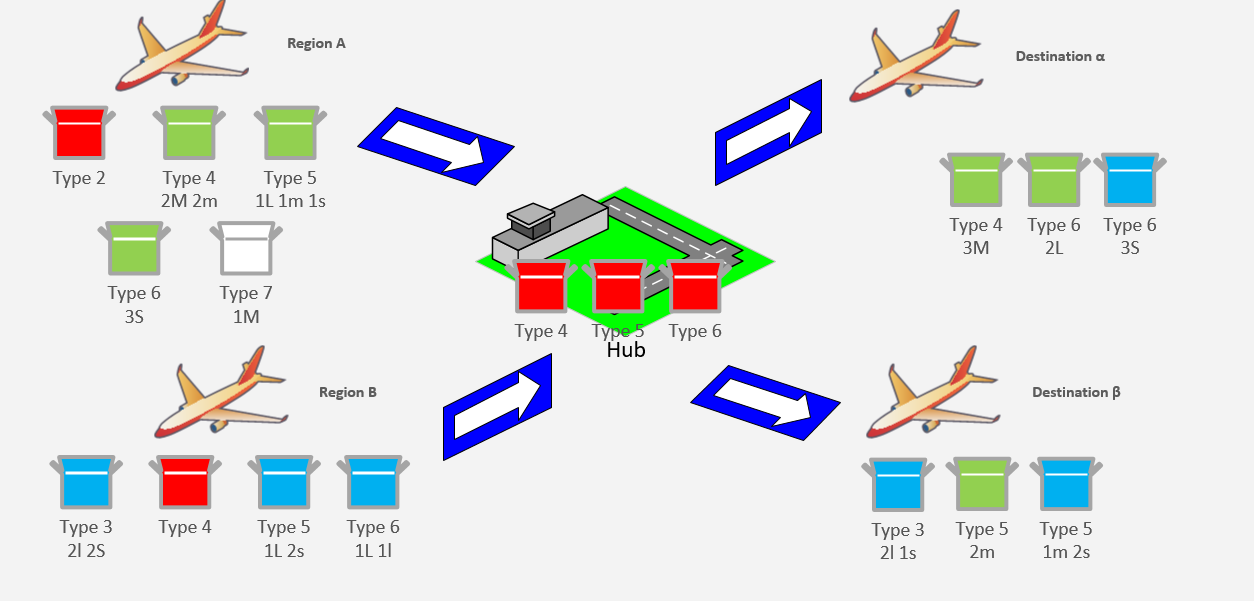 Region A
Type 2
Type 4
2M 2m
Type 5
1L 1m 1s
Type 6
3S
Type 7
1M
Destination α
Type 4
3M
Type 6
2L
Type 6
3S
Type 4
Type 5
Type 6
Hub
Region B
Type 3
2l 2S
Type 4
Type 5
1L 2s
Type 6
1L 1l
Destination β
Type 3
2l 1s
Type 5
2m
Type 5
1m 2s